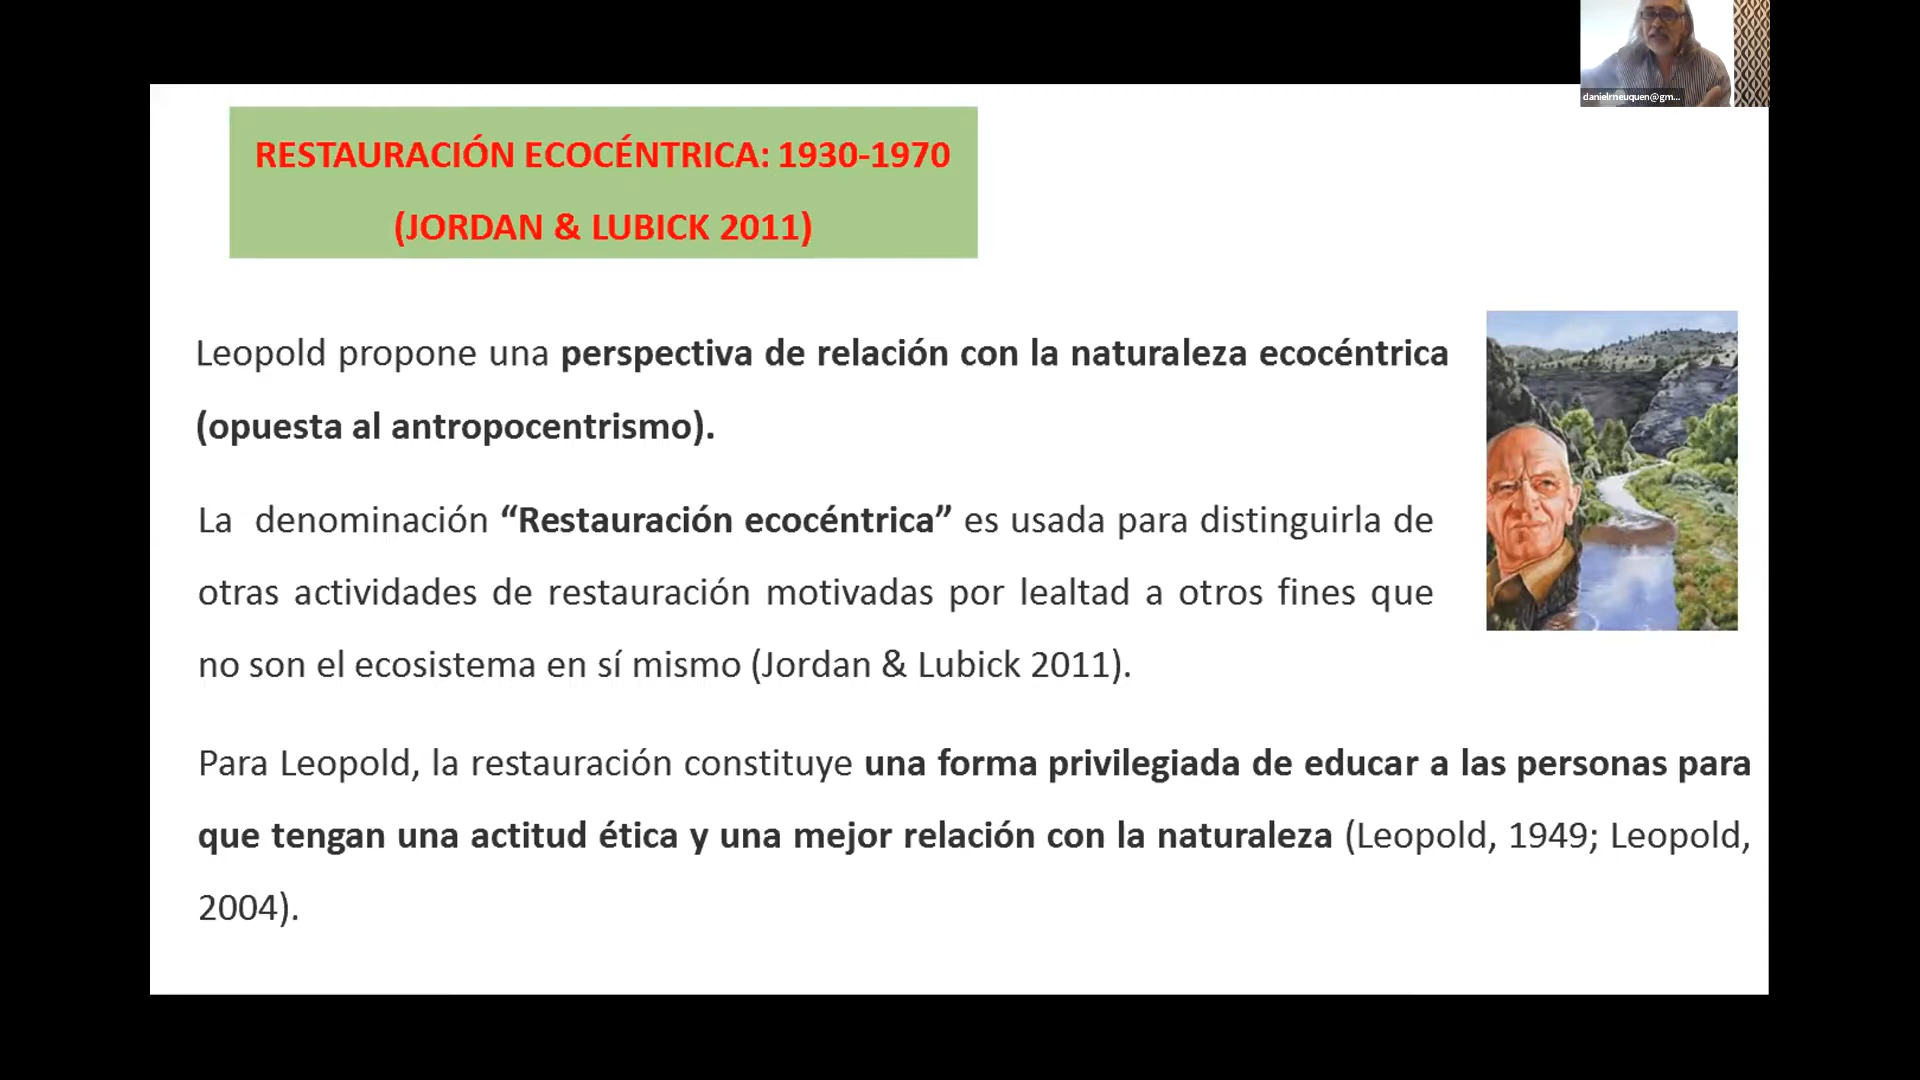 danielrneuquen@gm...
RESTAURACIÓN ECOCÉNTRICA: 1930-1970
(JORDAN & LUBICK 2011)
Leopold propone una perspectiva de relación con la naturaleza ecocéntrica
(opuesta al antropocentrismo).
La denominación “Restauración ecocéntrica” es usada para distinguirla de
otras actividades de restauración motivadas por lealtad a otros fines que
no son el ecosistema en sí mismo (Jordan & Lubick 2011).
Para Leopold, la restauración constituye una forma privilegiada de educar a las personas para
que tengan una actitud ética y una mejor relación con la naturaleza (Leopold, 1949; Leopold,
2004).